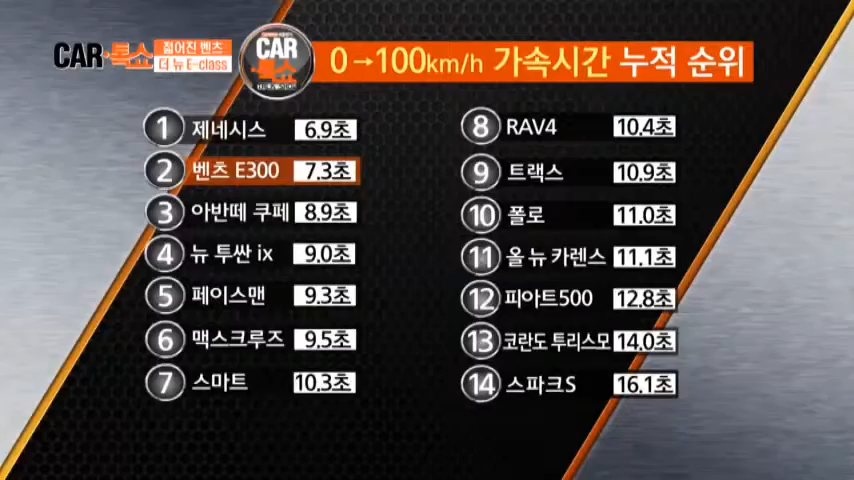 CAR·톡쇼
젊어진 벤츠
더 뉴 E-class
CAR
·톡쇼
TALK SHOW
0→100km/h 가속시간 누적 순위
1 제네시스 6.9초
2 벤츠 E300 7.3초
3 아반떼 쿠페 8.9초
4 뉴 투싼 ix 9.0초
5 페이스맨 9.3초
6 맥스크루즈 9.5초
7 스마트 10.3초
8 RAV4 10.4초
9 트랙스 10.9초
10 폴로 11.0초
11 올 뉴 카렌스 11.1초
12 피아트500 12.8초
13 코란도 투리스모 14.0초
14 스파크S 16.1초